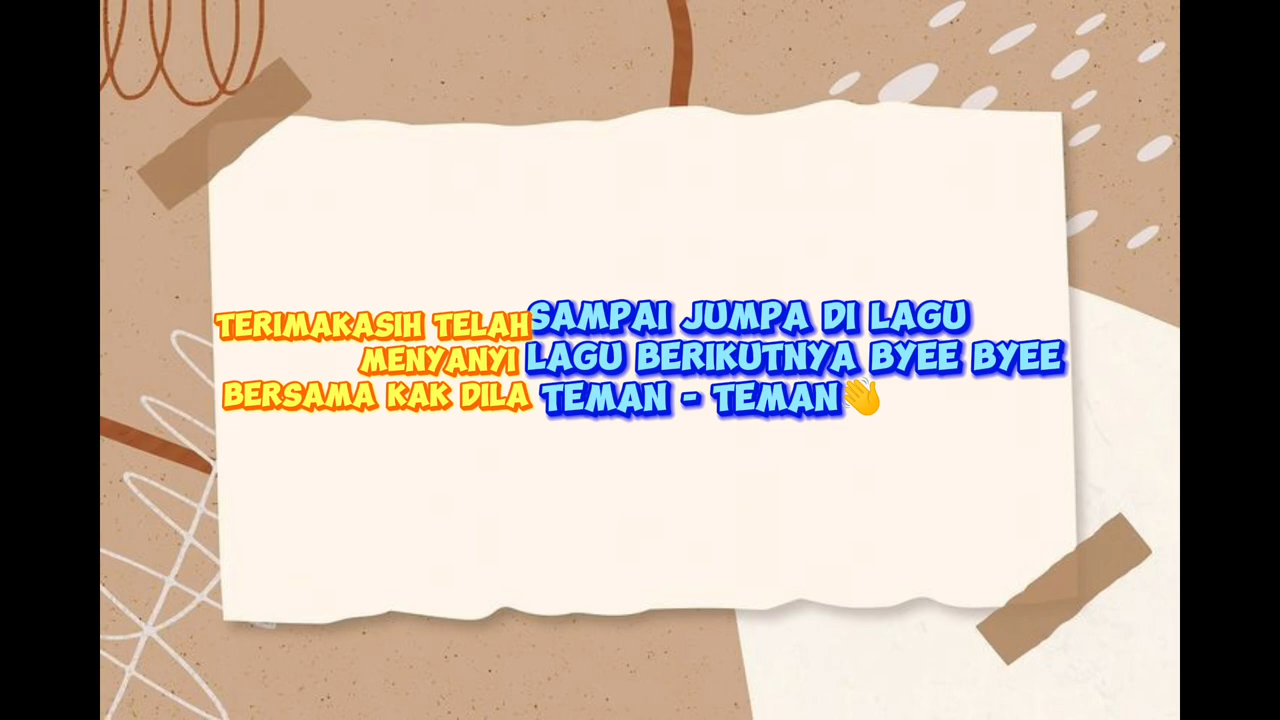 TERIMAKASIH TELAH
MENYANYI
BERSAMA KAK DILA
SAMPAI JUMPA DI LAGU
LAGU BERIKUTNYA BYEE BYEE
TEMAN - TEMAN👋